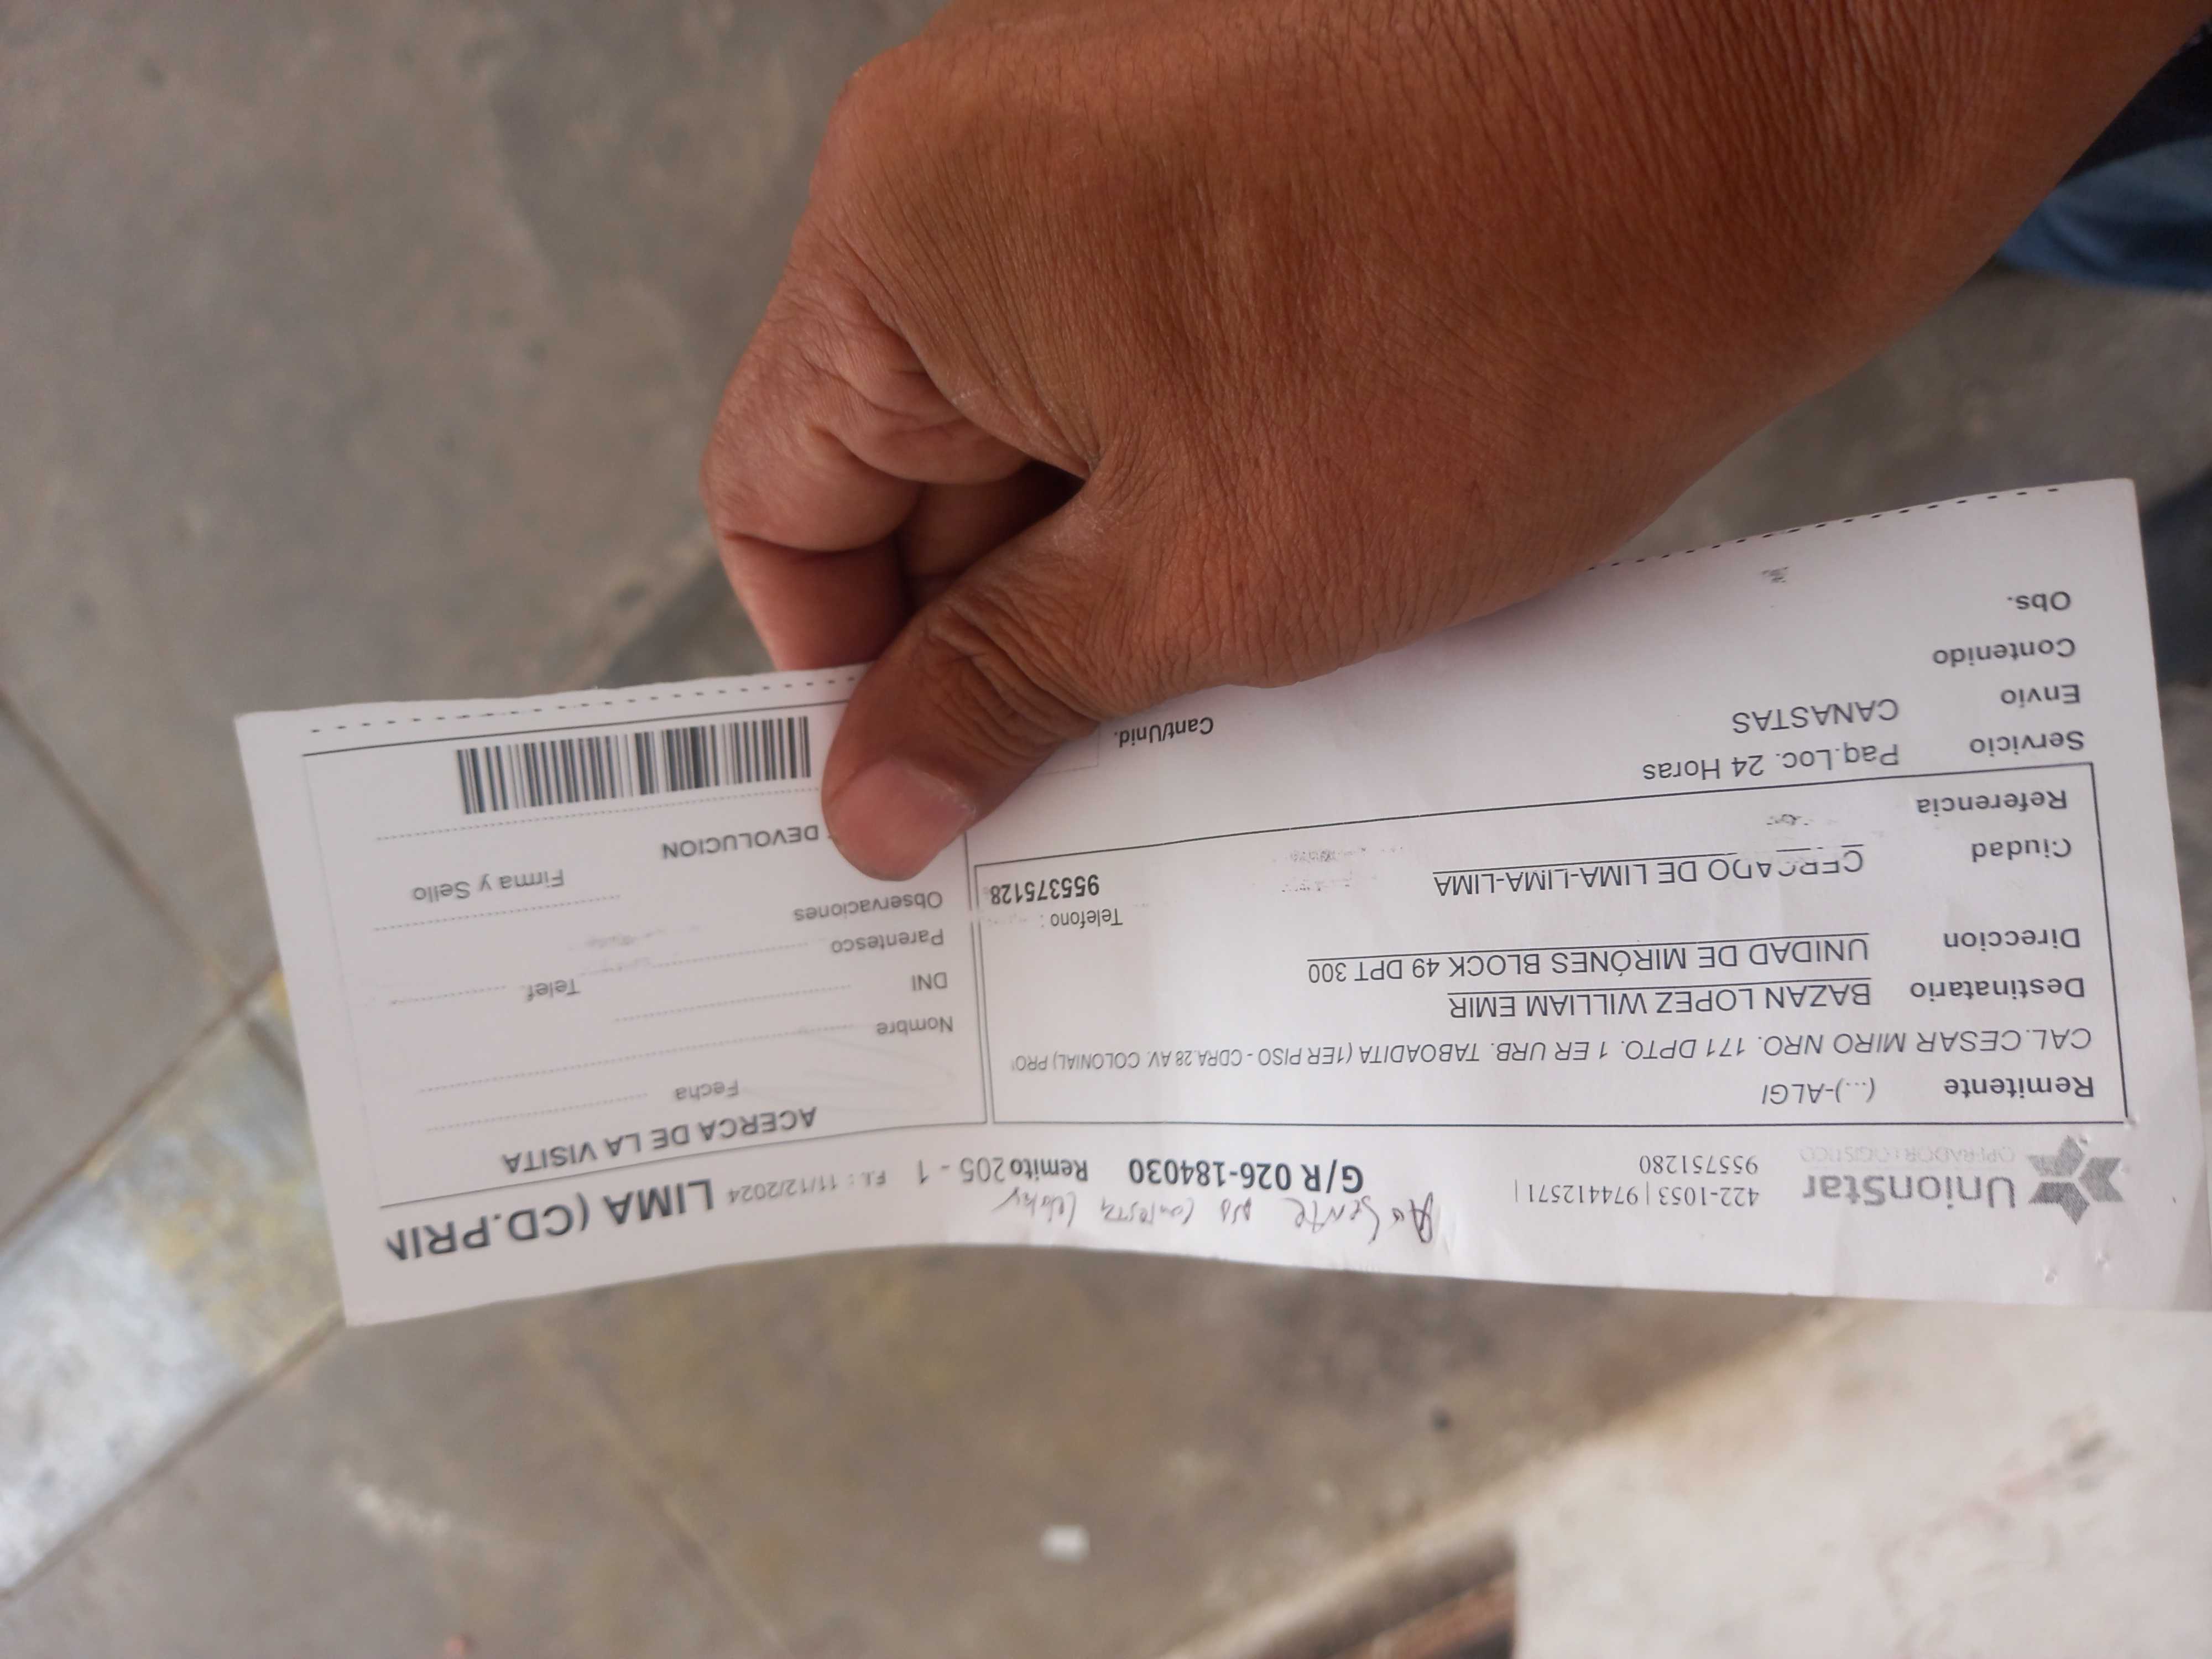 UnionStar
OPERADOR LOGISTICO
422-1053 | 974412571 |
955751280
Ausente no contesta
G/R 026-184030 Remito 205 - 1 F.I.: 11/12/2024 LIMA (CD.PRIN
Remitente (...)-ALGI
CAL.CESAR MIRO NRO. 171 DPTO. 1 ER URB. TABOADITA (1ER PISO - CDRA.28 AV. COLONIAL) PRO
Destinatario BAZAN LOPEZ WILLIAM EMIR
Direccion UNIDAD DE MIRONES BLOCK 49 DPT 300
Telefono :
Ciudad CERCADO DE LIMA-LIMA-LIMA 955375128
Referencia
Servicio Paq.Loc. 24 Horas
Envio CANASTAS Cant/Unid.
Contenido
Obs.
ACERCA DE LA VISITA
Fecha
Nombre
DNI Telef.
Parentesco
Observaciones
Firma y Sello
DEVOLUCION